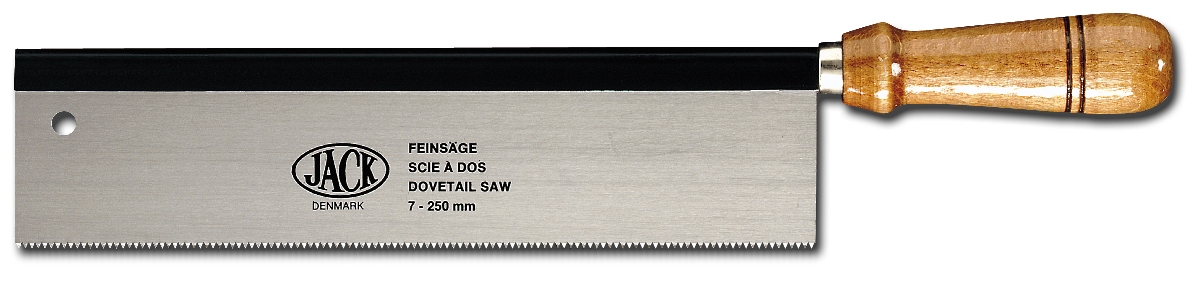 JACK
DENMARK
FEINSÄGE
SCIE À DOS
DOVETAIL SAW
7 - 250 mm